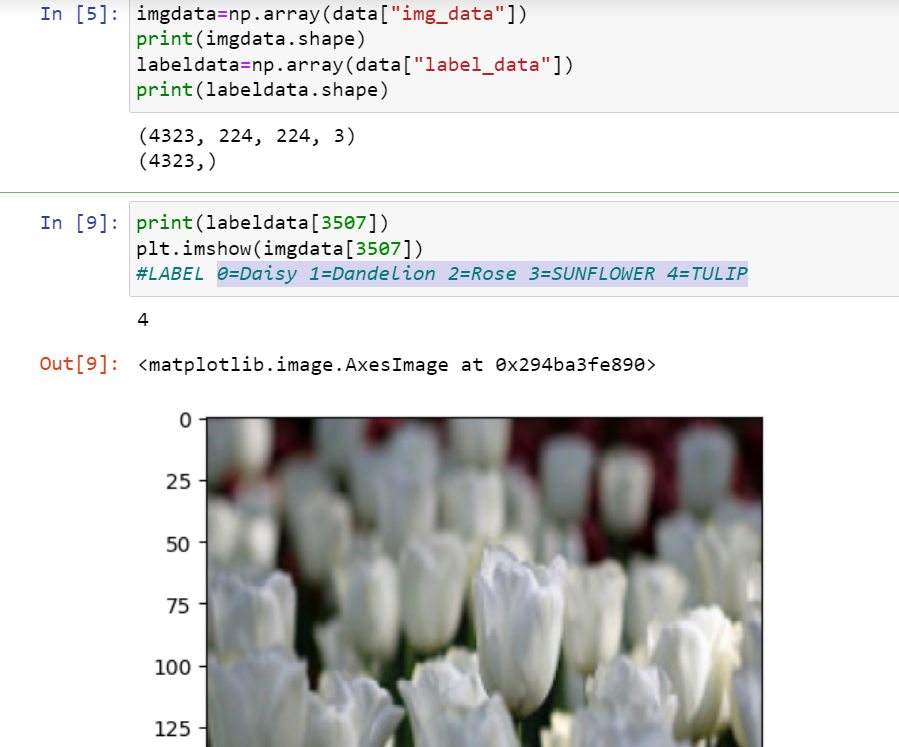 In [5]: imgdata=np.array(data["img_data"])
print(imgdata.shape)
labeldata=np.array(data["label_data"])
print(labeldata.shape)
(4323, 224, 224, 3)
(4323,)
In [9]: print(labeldata[3507])
plt.imshow(imgdata[3507])
#LABEL 0=Daisy 1=Dandelion 2=Rose 3=SUNFLOWER 4=TULIP
4
Out[9]: <matplotlib.image.AxesImage at 0x294ba3fe890>
0
25
50
75
100
125